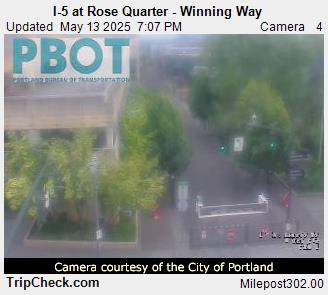 I-5 at Rose Quarter - Winning Way
Updated May 13 2025 7:07 PM Camera 4
PBOT
PORTLAND BUREAU OF TRANSPORTATION
Camera courtesy of the City of Portland
TripCheck.com Milepost302.00